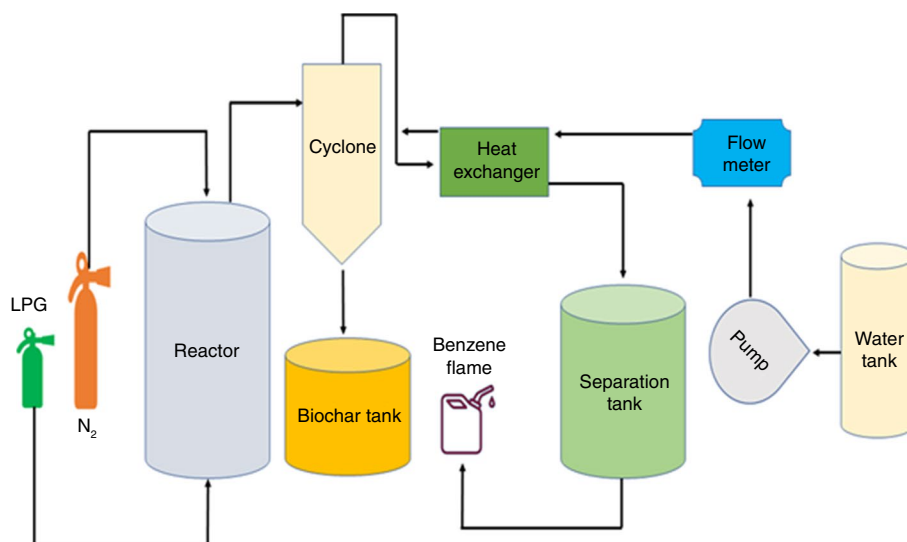 Cyclone
Heat
exchanger
Flow
meter
LPG
N₂
Reactor
Biochar tank
Benzene
flame
Separation
tank
Pump
Water
tank